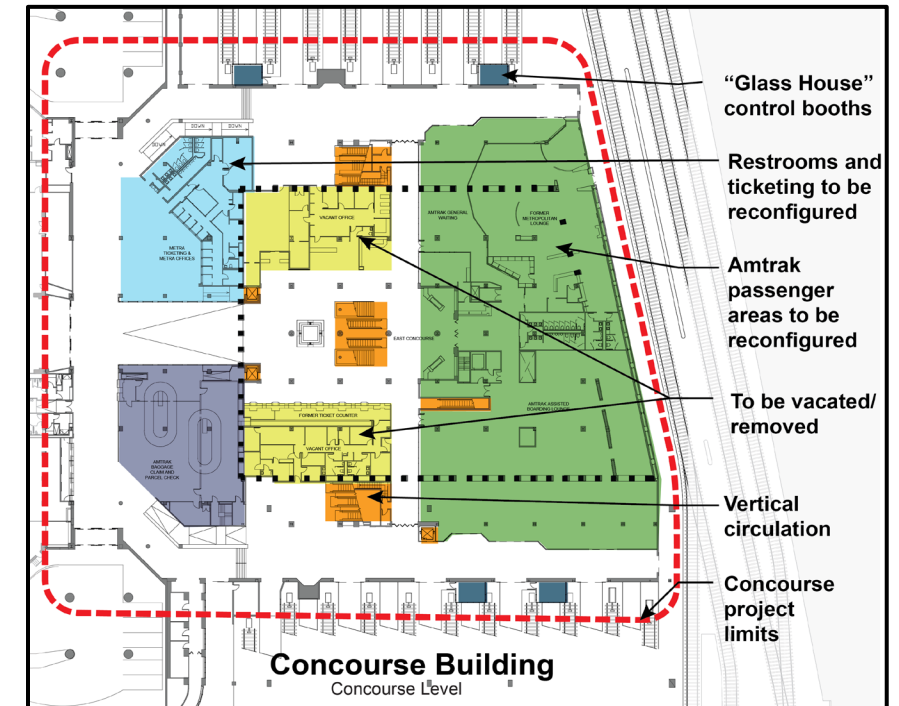 DOWN
DOWN
DOWN
VACANT OFFICE
AMTRAK GENERAL
WAITING
FORMER
METROPOLITAN
LOUNGE
METRA
TICKETING &
METRA OFFICES
EAST CONCOURSE
FORMER TICKET COUNTER
AMTRAK ASSISTED
BOARDING LOUNGE
VACANT OFFICE
AMTRAK
BAGGAGE
CLAIM AND
PARCEL CHECK
“Glass House”
control booths
Restrooms and
ticketing to be
reconfigured
Amtrak
passenger
areas to be
reconfigured
To be vacated/
removed
Vertical
circulation
Concourse
project
limits
Concourse Building
Concourse Level